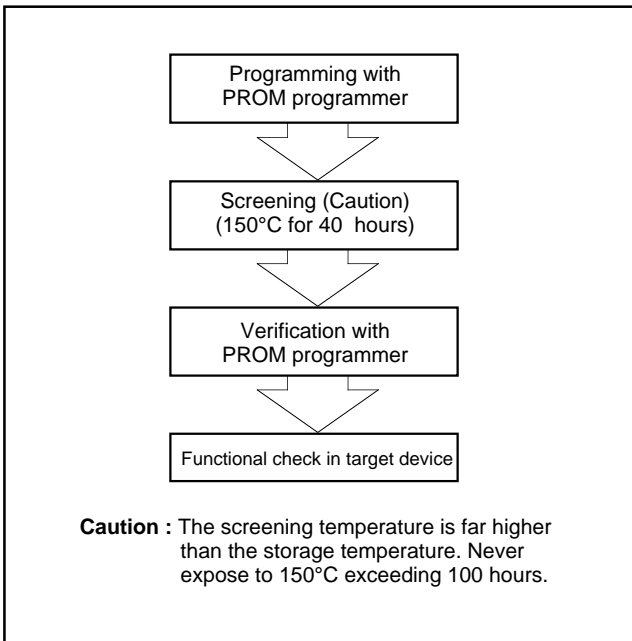 Programming with
PROM programmer
Screening (Caution)
(150°C for 40 hours)
Verification with
PROM programmer
Functional check in target device
Caution : The screening temperature is far higher
than the storage temperature. Never
expose to 150°C exceeding 100 hours.